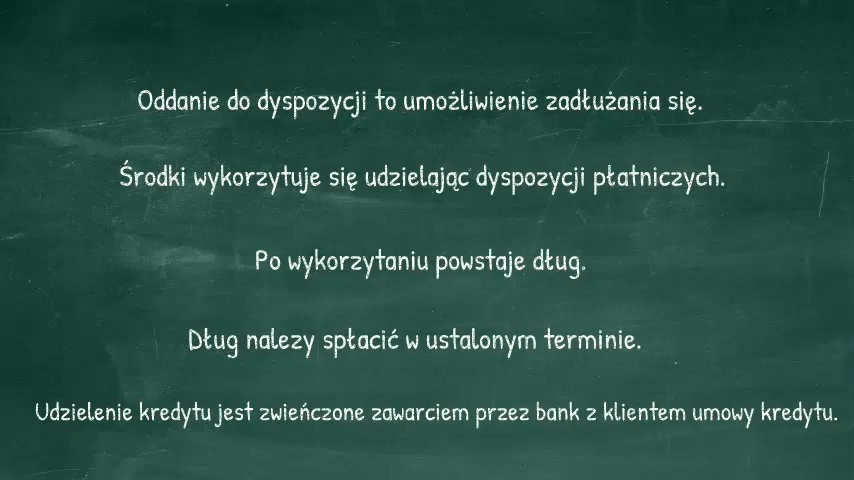 Oddanie do dyspozycji to umożliwienie zadłużania się.
Środki wykorzytuje się udzielając dyspozycji płatniczych.
Po wykorzytaniu powstaje dług.
Dług nalezy spłacić w ustalonym terminie.
Udzielenie kredytu jest zwieńczone zawarciem przez bank z klientem umowy kredytu.